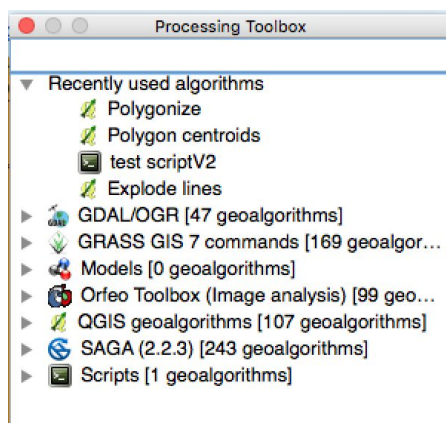 Processing Toolbox
Recently used algorithms
Polygonize
Polygon centroids
test scriptV2
Explode lines
GDAL/OGR [47 geoalgorithms]
GRASS GIS 7 commands [169 geoalgor...
Models [0 geoalgorithms]
Orfeo Toolbox (Image analysis) [99 geo...
QGIS geoalgorithms [107 geoalgorithms]
SAGA (2.2.3) [243 geoalgorithms]
Scripts [1 geoalgorithms]